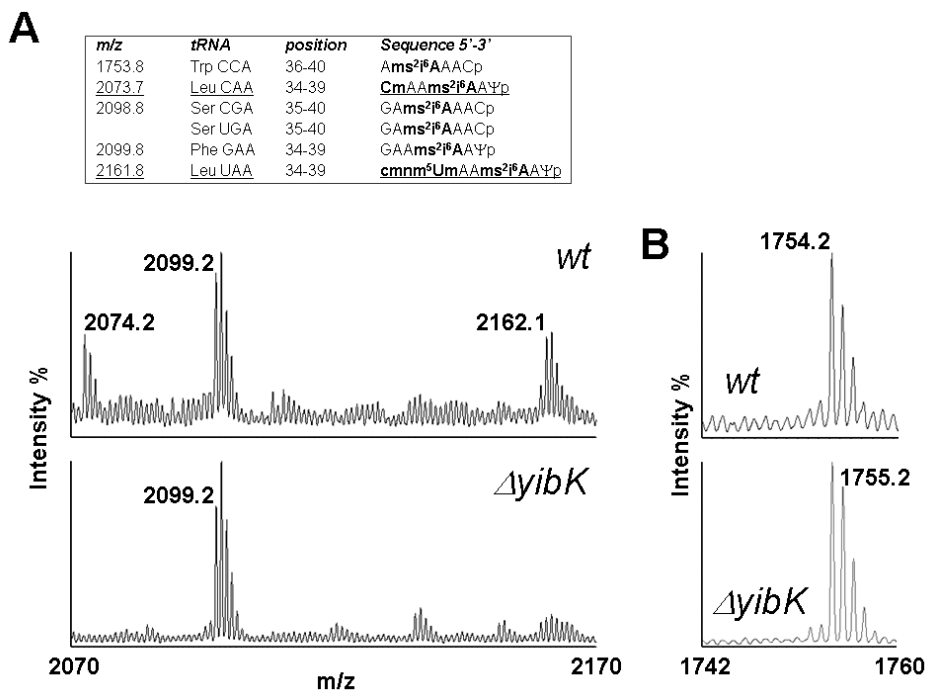 A
m/z tRNA position Sequence 5'-3'
1753.8 Trp CCA 36-40 Ams²i⁶AAACp
2073.7 Leu CAA 34-39 CmAAms²i⁶AAΨp
2098.8 Ser CGA 35-40 GAms²i⁶AAACp
Ser UGA 35-40 GAms²i⁶AAACp
2099.8 Phe GAA 34-39 GAAms²i⁶AAΨp
2161.8 Leu UAA 34-39 cmnm⁵UmAAms²i⁶AAΨp
2099.2
wt
2074.2
2162.1
Intensity %
2099.2
ΔyibK
2070
m/z
2170
B
1754.2
wt
Intensity %
1755.2
ΔyibK
1742
1760